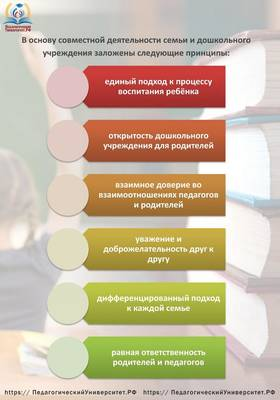 В основу совместной деятельности семьи и дошкольного
учреждения заложены следующие принципы:
единый подход к процессу
воспитания ребёнка
открытость дошкольного
учреждения для родителей
взаимное доверие во
взаимоотношениях педагогов
и родителей
уважение и
доброжелательность друг к
другу
дифференцированный подход
к каждой семье
равная ответственность
родителей и педагогов
https:// ПедагогическийУниверситет.РФ https:// ПедагогическийУниверситет.РФ